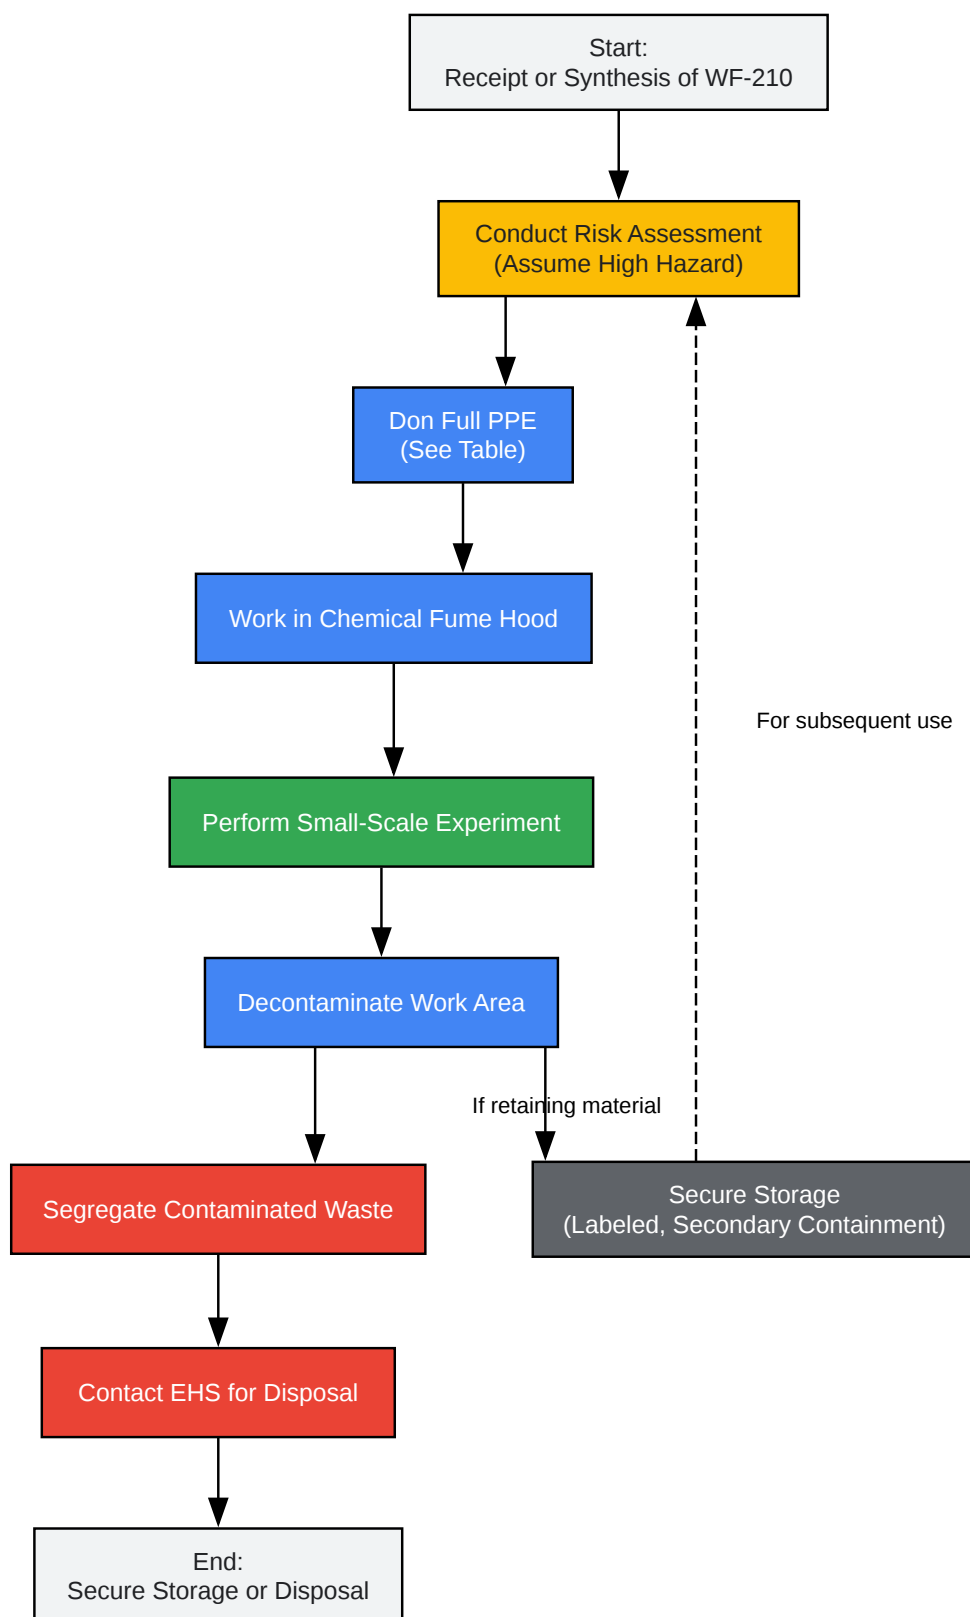 Start:
Receipt or Synthesis of WF-210
Conduct Risk Assessment
(Assume High Hazard)
Don Full PPE
(See Table)
Work in Chemical Fume Hood
For subsequent use
Perform Small-Scale Experiment
Decontaminate Work Area
If retaining material
Segregate Contaminated Waste
Secure Storage
(Labeled, Secondary Containment)
Contact EHS for Disposal
End:
Secure Storage or Disposal